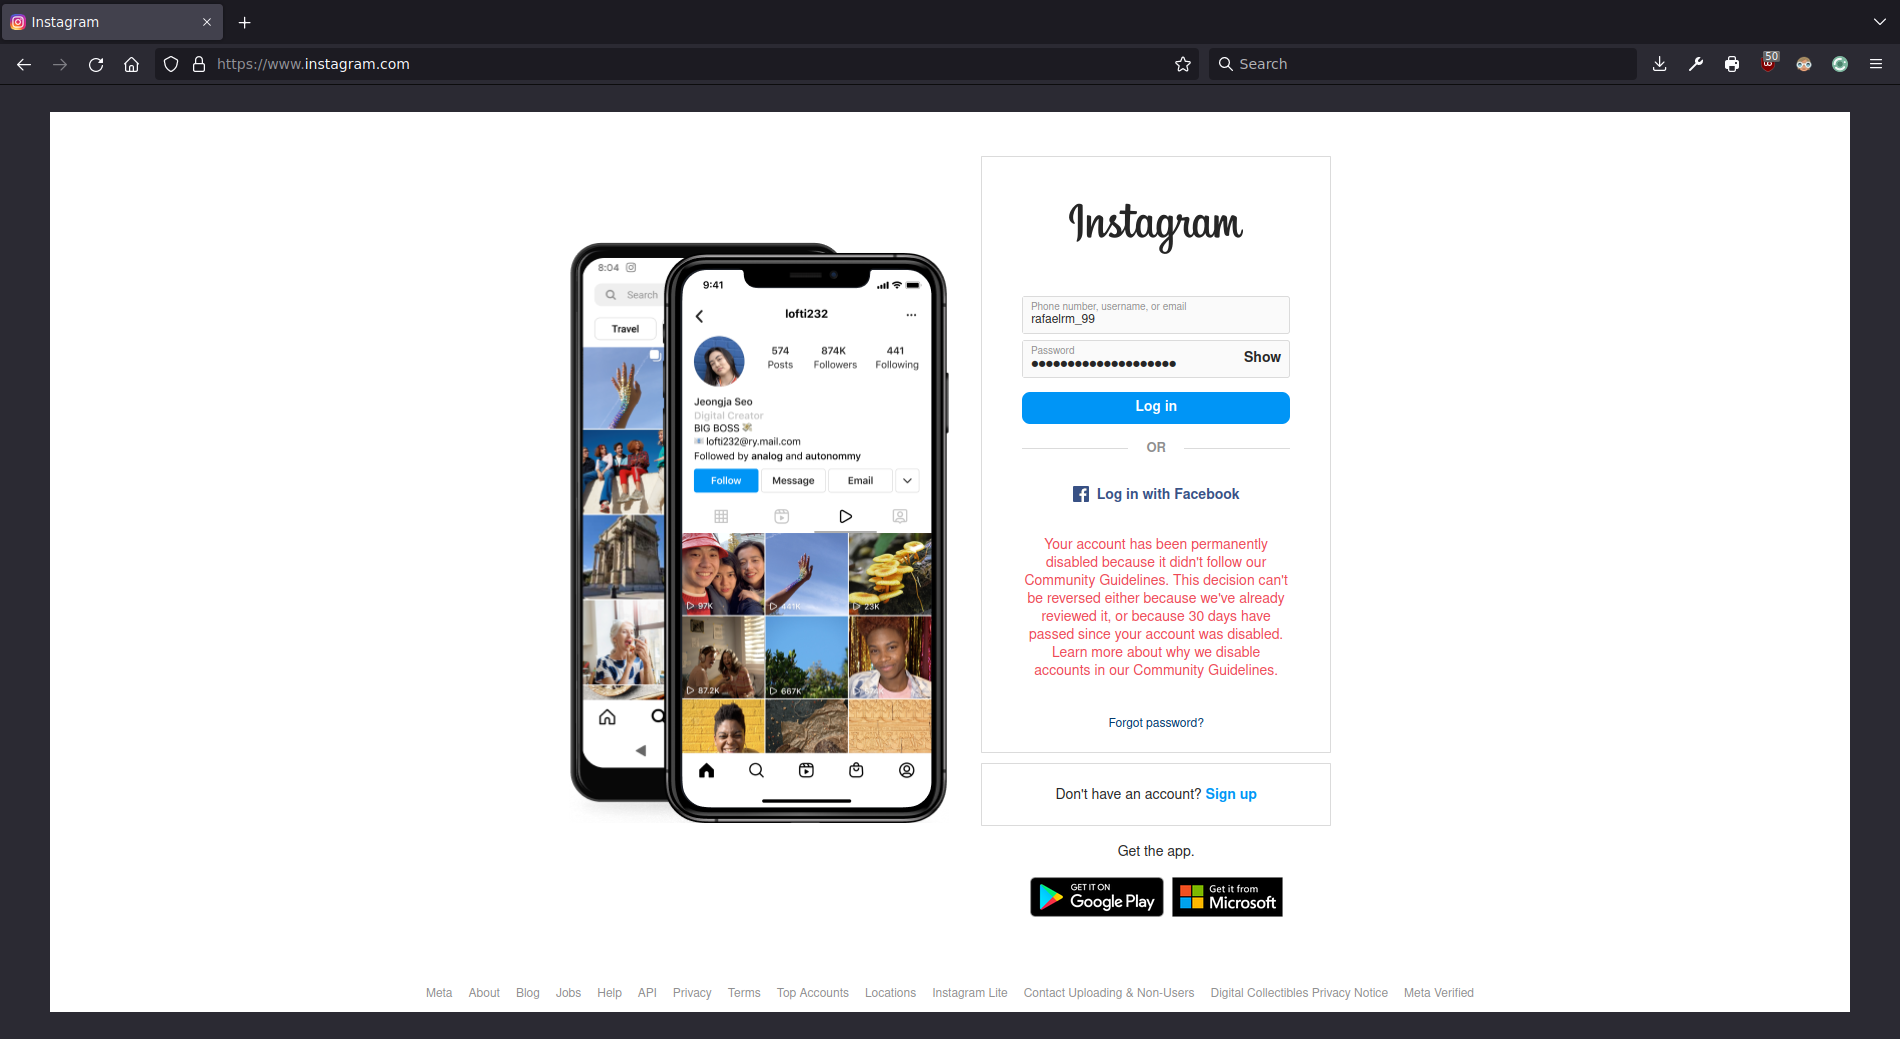 Instagram
https://www.instagram.com
Search
50
Instagram
Phone number, username, or email
rafaelrm_99
Password
Show
Log in
OR
Log in with Facebook
Your account has been permanently
disabled because it didn't follow our
Community Guidelines. This decision can't
be reversed either because we've already
reviewed it, or because 30 days have
passed since your account was disabled.
Learn more about why we disable
accounts in our Community Guidelines.
Forgot password?
Don't have an account? Sign up
Get the app.
GET IT ON
Google Play
Get it from
Microsoft
8:04
Search
Travel
9:41
lofti232
574
Posts
874K
Followers
441
Following
Jeongja Seo
Digital Creator
BIG BOSS
lofti232@ry.mail.com
Followed by analog and autonommy
Follow
Message
Email
97K
441K
23K
87.2K
667K
Meta About Blog Jobs Help API Privacy Terms Top Accounts Locations Instagram Lite Contact Uploading & Non-Users Digital Collectibles Privacy Notice Meta Verified